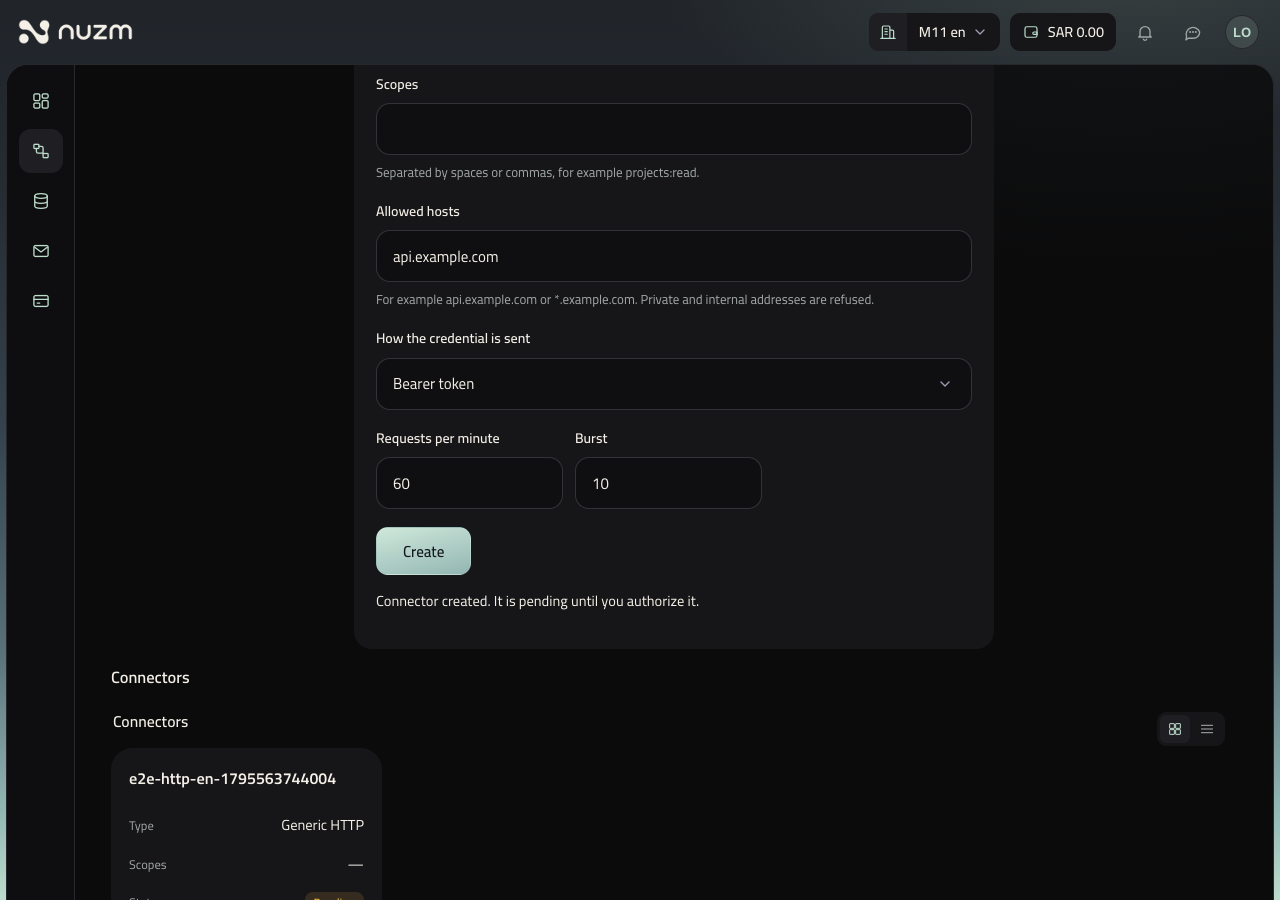 nuzm
M11 en
SAR 0.00
LO
Scopes
Separated by spaces or commas, for example projects:read.
Allowed hosts
api.example.com
For example api.example.com or *.example.com. Private and internal addresses are refused.
How the credential is sent
Bearer token
Requests per minute
Burst
60
10
Create
Connector created. It is pending until you authorize it.
Connectors
Connectors
e2e-http-en-1795563744004
Type
Generic HTTP
Scopes
—